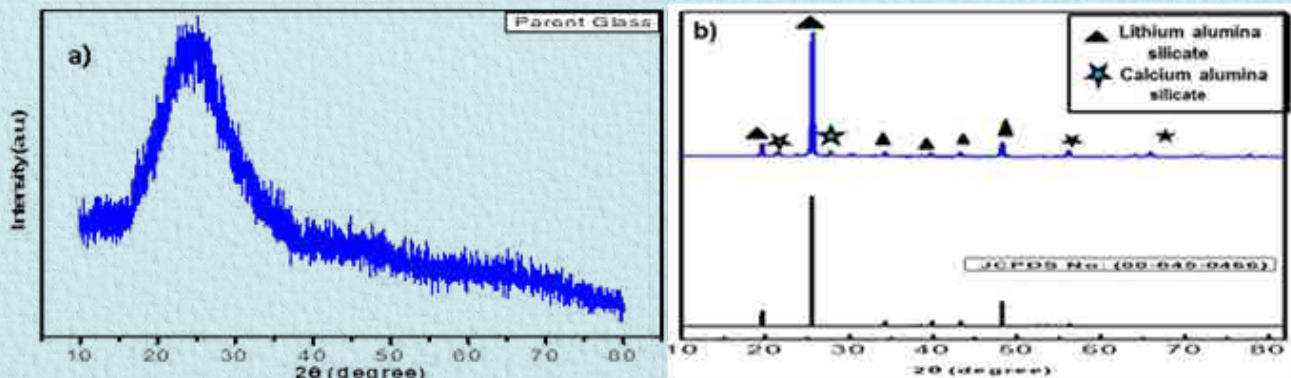 a)
Parent Glass
Intensity(au)
10 20 30 40 50 60 70 80
2θ (degree)
b)
Lithium alumina
silicate
Calcium alumina
silicate
JCPDS No: (00-045-0466)
10 20 30 40 50 60 70 80
2θ (degree)